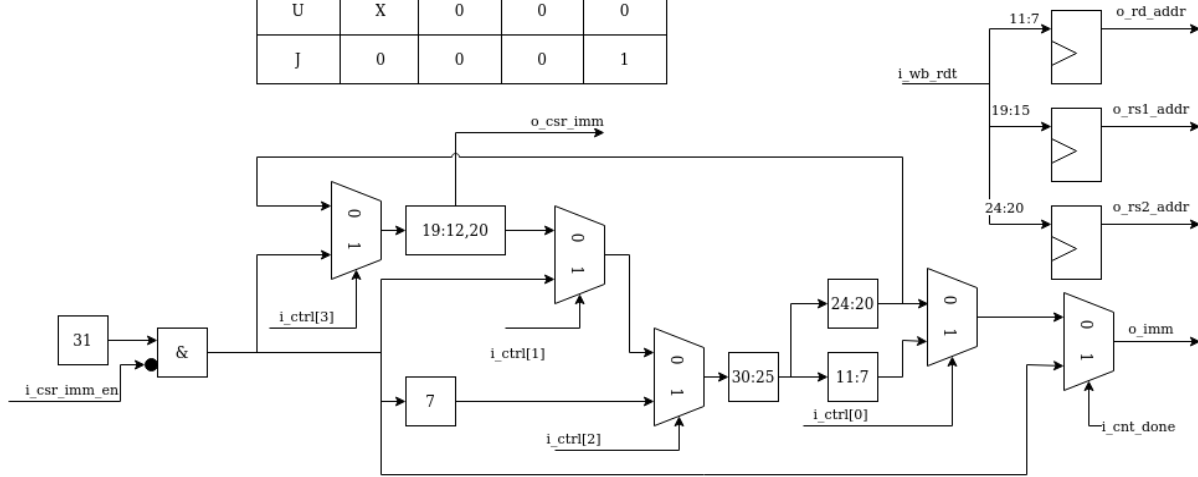 U X 0 0 0
J 0 0 0 1
11:7 o_rd_addr
i_wb_rdt
19:15 o_rs1_addr
o_csr_imm
24:20 o_rs2_addr
0
1
19:12,20
0
1
i_ctrl[3]
i_ctrl[1]
31
&
i_csr_imm_en
7
0
1
i_ctrl[2]
30:25
24:20
11:7
0
1
i_ctrl[0]
0
1
o_imm
i_cnt_done